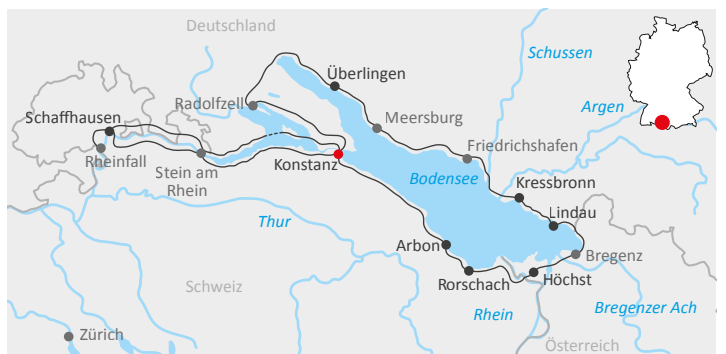 Deutschland
Schussen
Überlingen
Argen
Radolfzell
Schaffhausen
Meersburg
Friedrichshafen
Rheinfall
Stein am
Rhein
Konstanz
Bodensee
Kressbronn
Lindau
Thur
Arbon
Bregenz
Rorschach
Höchst
Schweiz
Rhein
Bregenzer Ach
Zürich
Österreich